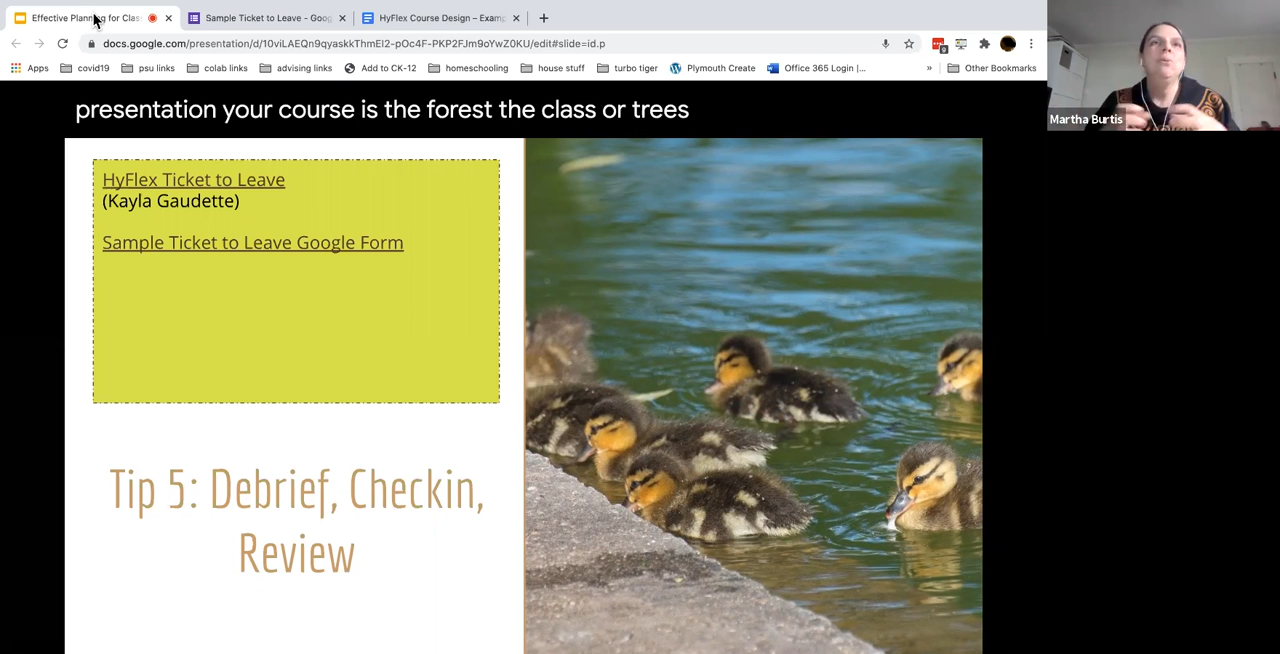 Effective Planning for Clas
Sample Ticket to Leave - Goog
HyFlex Course Design – Examp
docs.google.com/presentation/d/10viLAEQn9qyaskkThmEl2-pOc4F-PKP2FJm9oYwZ0KU/edit#slide=id.p
9
Apps
covid19
psu links
colab links
advising links
Add to CK-12
homeschooling
house stuff
turbo tiger
Plymouth Create
Office 365 Login |...
»
Other Bookmarks
presentation your course is the forest the class or trees
Martha Burtis
HyFlex Ticket to Leave
(Kayla Gaudette)
Sample Ticket to Leave Google Form
Tip 5: Debrief, Checkin,
Review